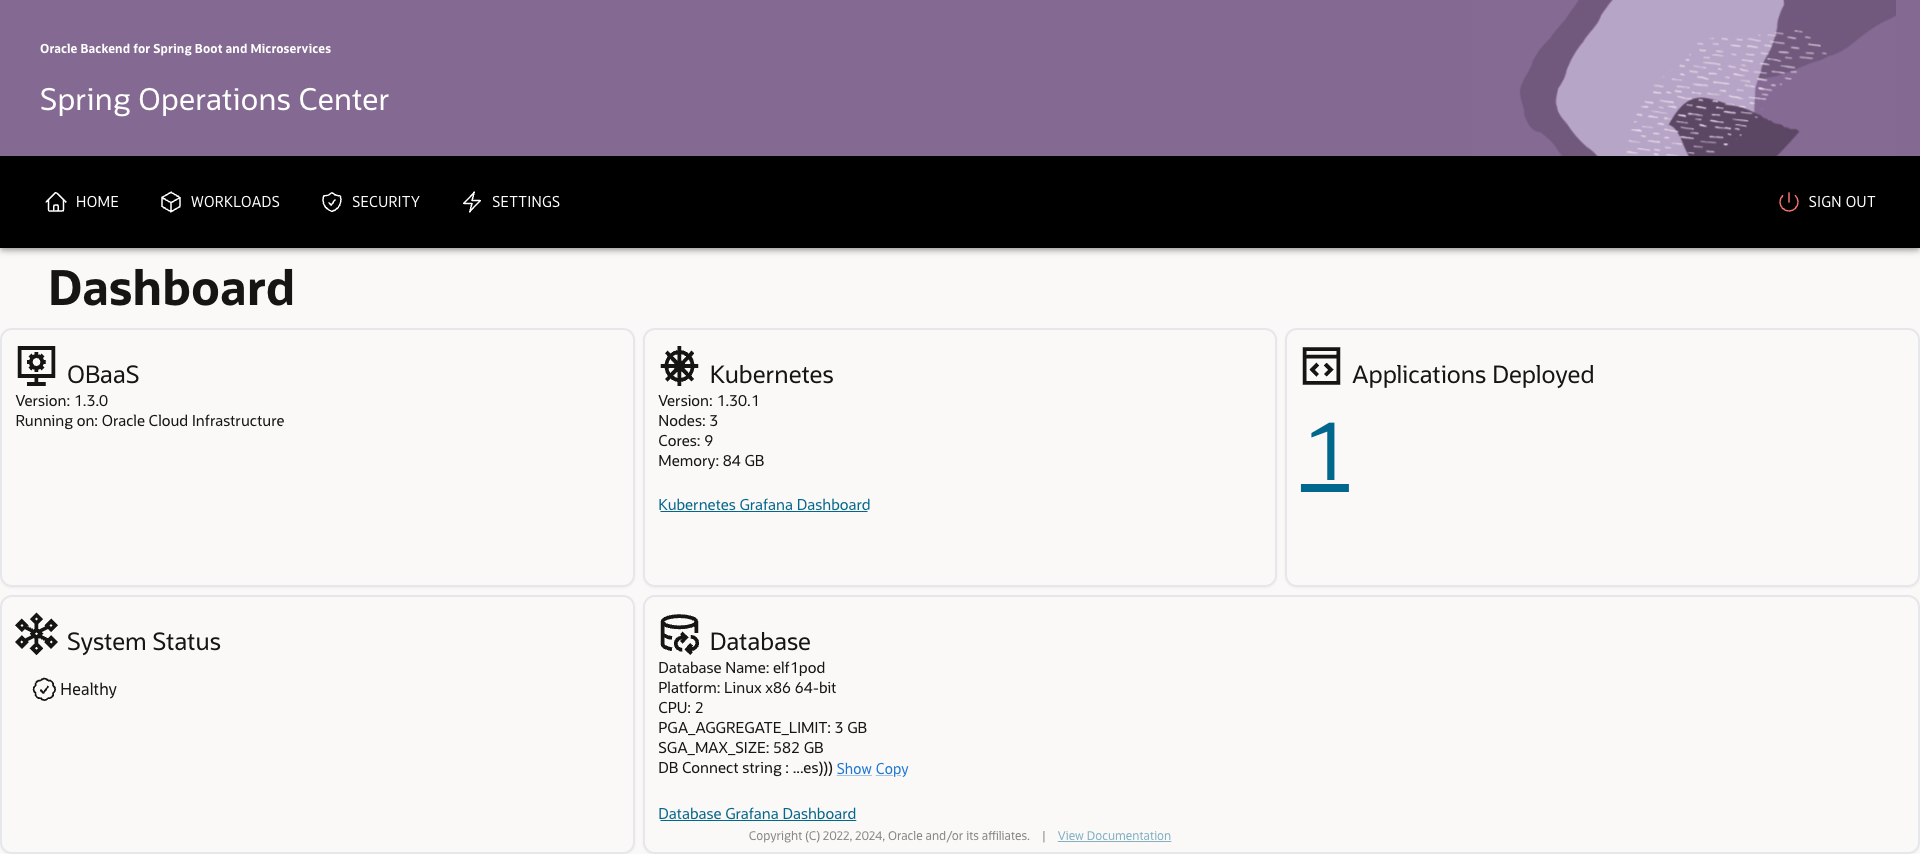 Oracle Backend for Spring Boot and Microservices
Spring Operations Center
HOME WORKLOADS SECURITY SETTINGS SIGN OUT
Dashboard
OBaaS
Version: 1.3.0
Running on: Oracle Cloud Infrastructure
Kubernetes
Version: 1.30.1
Nodes: 3
Cores: 9
Memory: 84 GB
Kubernetes Grafana Dashboard
Applications Deployed
1
System Status
Healthy
Database
Database Name: elf1pod
Platform: Linux x86 64-bit
CPU: 2
PGA_AGGREGATE_LIMIT: 3 GB
SGA_MAX_SIZE: 582 GB
DB Connect string : ...es))) Show Copy
Database Grafana Dashboard
Copyright (C) 2022, 2024, Oracle and/or its affiliates. | View Documentation